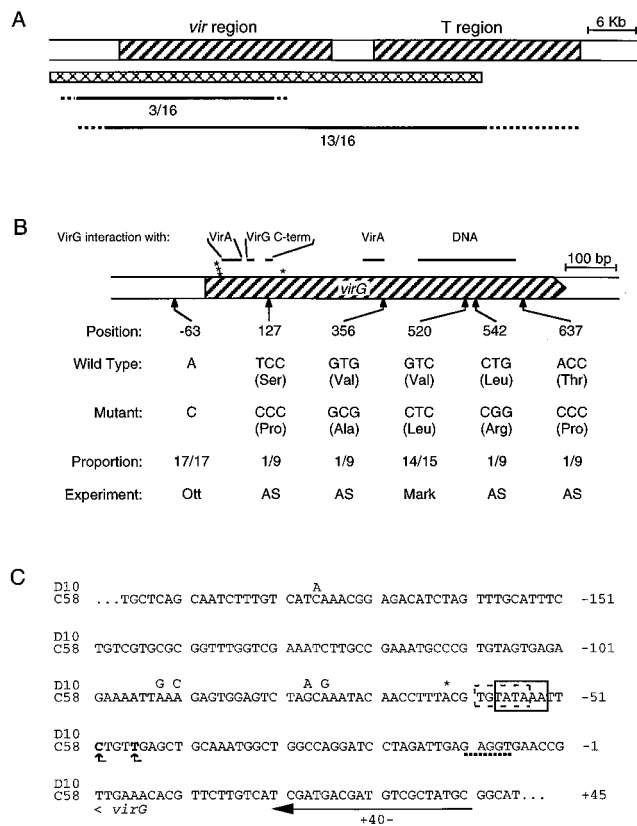 A
vir region T region 6 Kb
3/16
13/16
B
VirG interaction with: VirA VirG C-term VirA DNA
100 bp
* * * *
virG
Position: -63 127 356 520 542 637
Wild Type: A TCC GTG GTC CTG ACC
(Ser) (Val) (Val) (Leu) (Thr)
Mutant: C CCC GCG CTC CGG CCC
(Pro) (Ala) (Leu) (Arg) (Pro)
Proportion: 17/17 1/9 1/9 14/15 1/9 1/9
Experiment: Ott AS AS Mark AS AS
C
D10 A
C58 ...TGCTCAG CAATCTTTGT CATCAAACGG AGACATCTAG TTTGCATTTC -151
D10
C58 TGTCGTGCGC GGTTTGGTCG AAATCTTGCC GAAATGCCCG TGTAGTGAGA -101
D10 G C A G *
C58 GAAAATTAAA GAGTGGAGTC TAGCAAATAC AACCTTTACG TGTATAAATT -51
D10
C58 CTGTTGAGCT GCAAATGGCT GGCCAGGATC CTAGATTGAG GAGGTGAACCG -1
D10
C58 TTGAAACACG TTCTTGTCAT CGATGACGAT GTCGCTATGC GGCAT... +45
< virG +40-